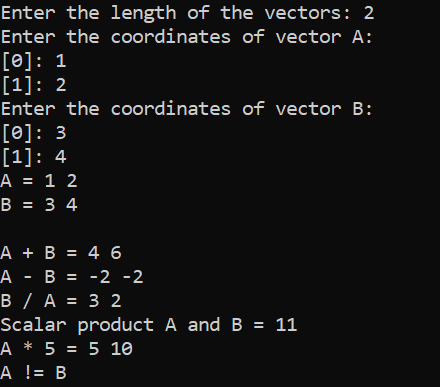 Enter the length of the vectors: 2
Enter the coordinates of vector A:
[0]: 1
[1]: 2
Enter the coordinates of vector B:
[0]: 3
[1]: 4
A = 1 2
B = 3 4
A + B = 4 6
A - B = -2 -2
B / A = 3 2
Scalar product A and B = 11
A * 5 = 5 10
A != B